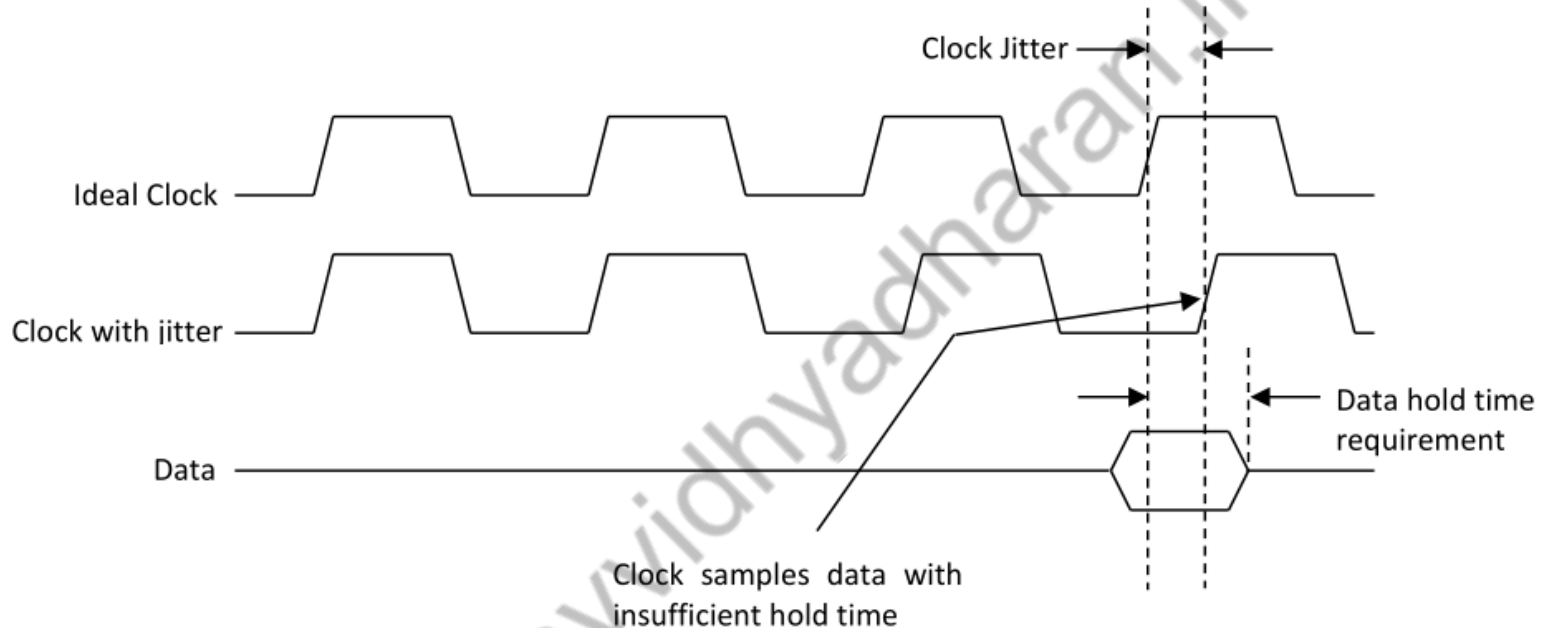 Clock Jitter
Ideal Clock
Clock with jitter
Data hold time
requirement
Data
Clock samples data with
insufficient hold time